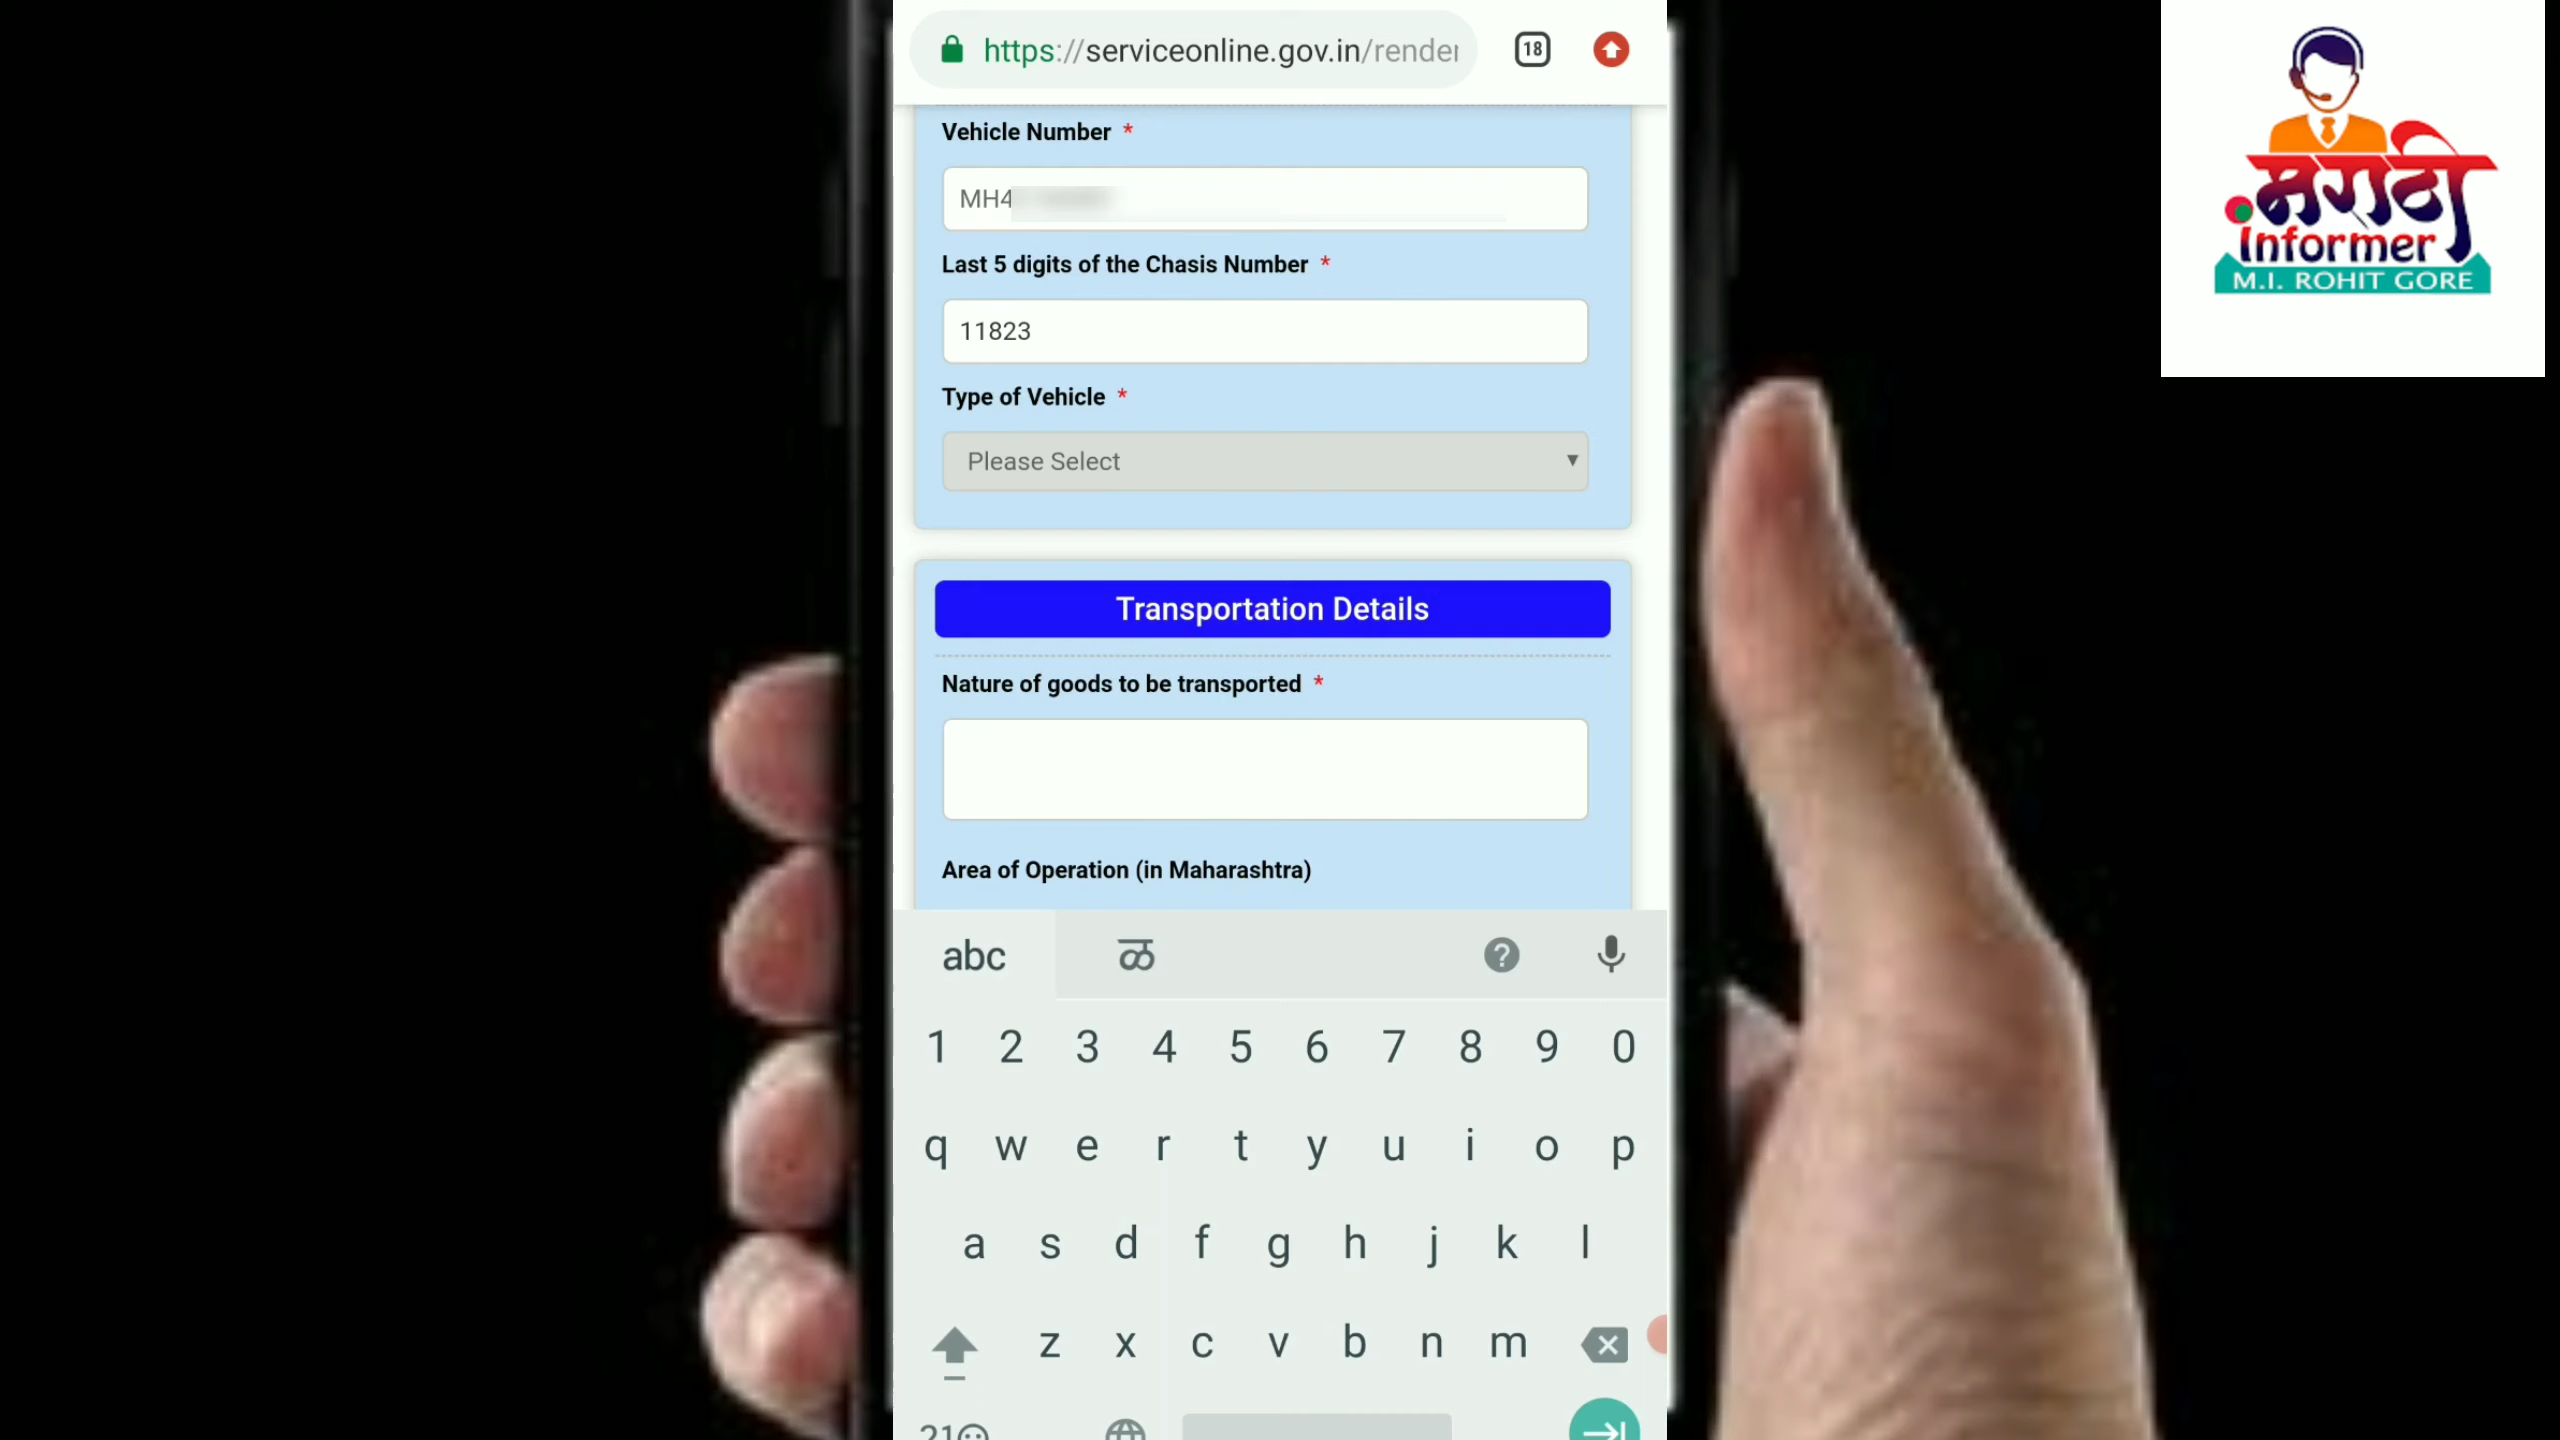 https://serviceonline.gov.in/render
18
Vehicle Number *
MH4
Last 5 digits of the Chasis Number *
11823
Type of Vehicle *
Please Select
Transportation Details
Nature of goods to be transported *
Area of Operation (in Maharashtra)
abc ळ
1 2 3 4 5 6 7 8 9 0
q w e r t y u i o p
a s d f g h j k l
z x c v b n m
मराठी
Informer
M.I. ROHIT GORE